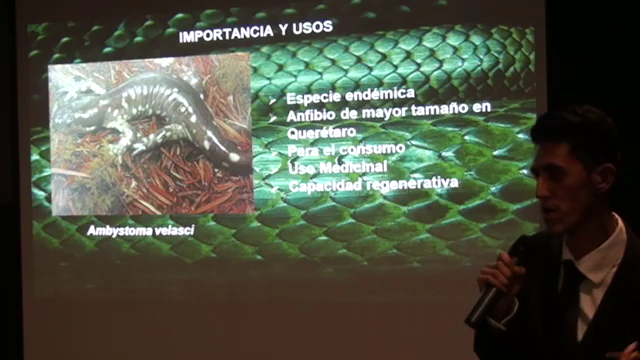 IMPORTANCIA Y USOS
Especie endémica
Anfibio de mayor tamaño en
Querétaro
Para el consumo
Uso Medicinal
Capacidad regenerativa
Ambystoma velasci